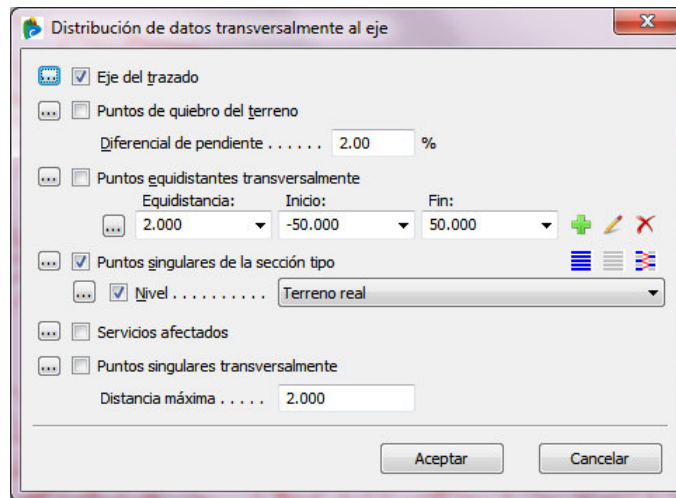 Distribución de datos transversalmente al eje
... Eje del trazado
... Puntos de quiebro del terreno
Diferencial de pendiente . . . . . . 2.00 %
... Puntos equidistantes transversalmente
Equidistancia: Inicio: Fin:
... 2.000 -50.000 50.000
... Puntos singulares de la sección tipo
... Nivel . . . . . . . . . . Terreno real
... Servicios afectados
... Puntos singulares transversalmente
Distancia máxima . . . . . 2.000
Aceptar Cancelar